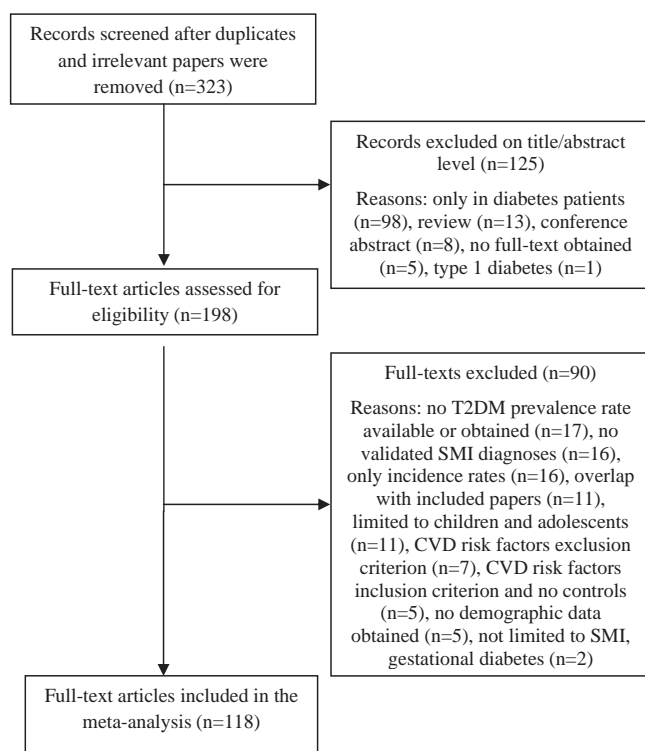 Records screened after duplicates
and irrelevant papers were
removed (n=323)
Records excluded on title/abstract
level (n=125)
Reasons: only in diabetes patients
(n=98), review (n=13), conference
abstract (n=8), no full-text obtained
(n=5), type 1 diabetes (n=1)
Full-text articles assessed for
eligibility (n=198)
Full-texts excluded (n=90)
Reasons: no T2DM prevalence rate
available or obtained (n=17), no
validated SMI diagnoses (n=16),
only incidence rates (n=16), overlap
with included papers (n=11),
limited to children and adolescents
(n=11), CVD risk factors exclusion
criterion (n=7), CVD risk factors
inclusion criterion and no controls
(n=5), no demographic data
obtained (n=5), not limited to SMI,
gestational diabetes (n=2)
Full-text articles included in the
meta-analysis (n=118)